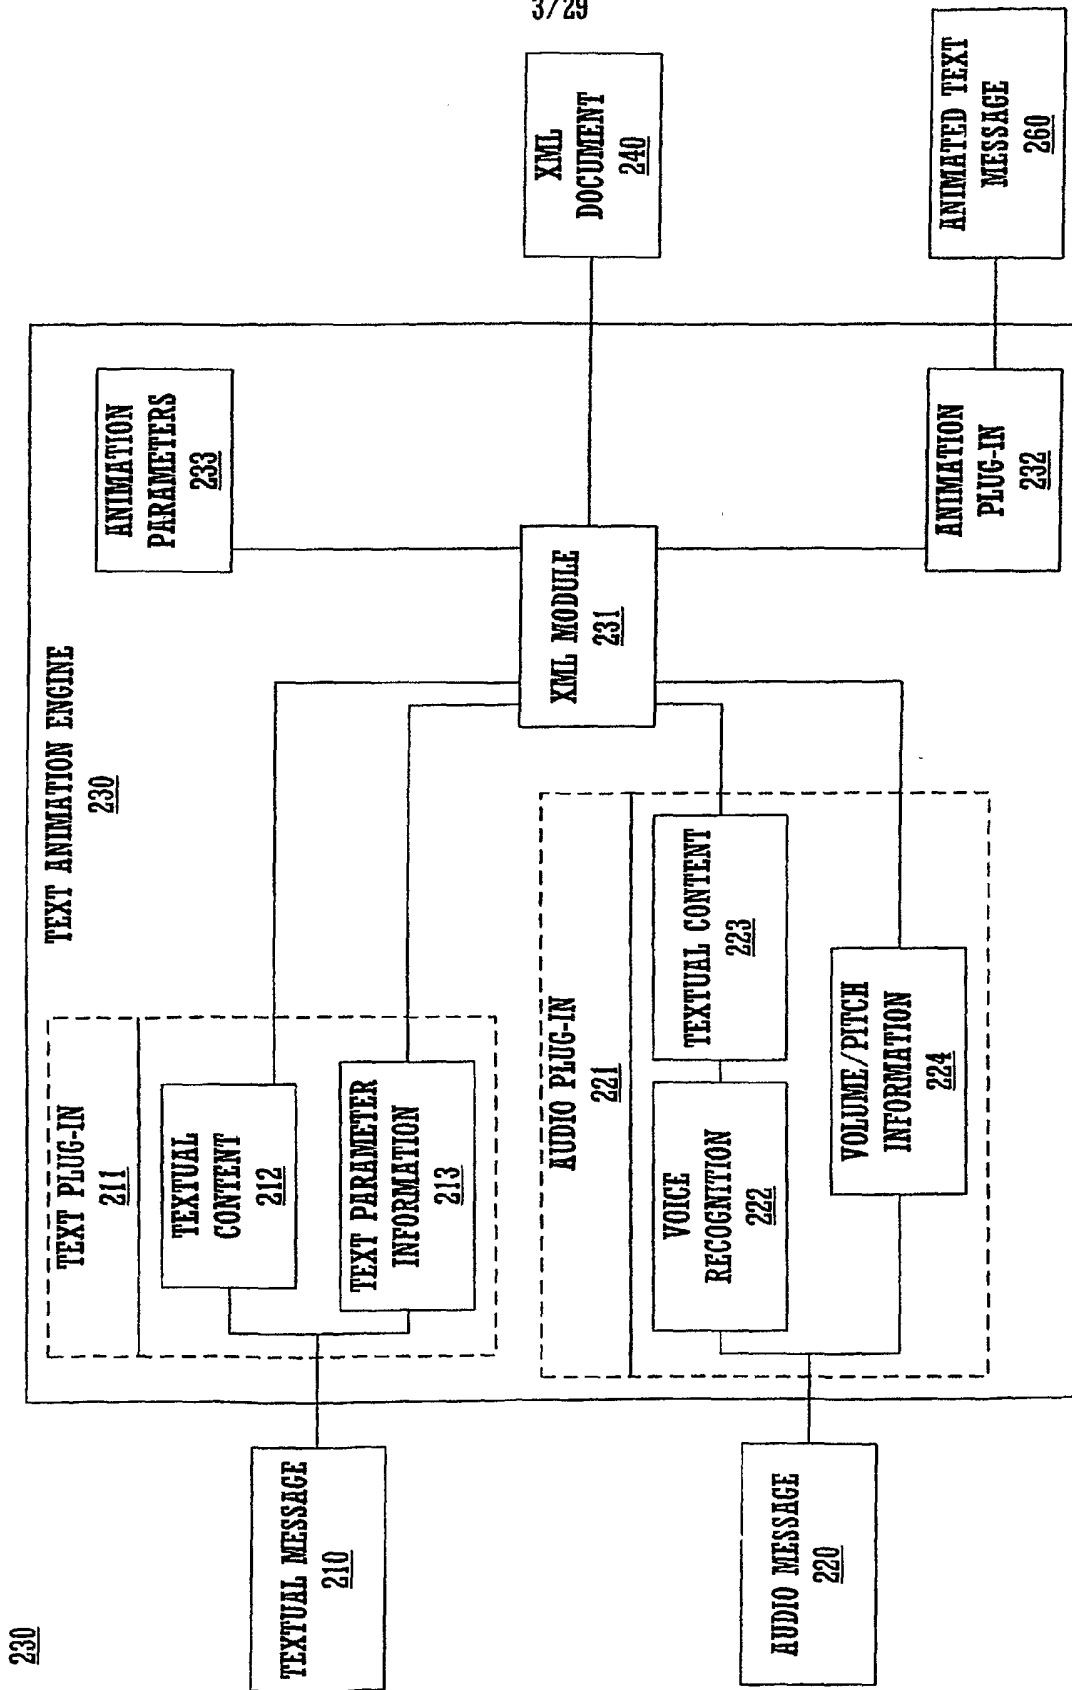 3/29
230
TEXT ANIMATION ENGINE
230
TEXTUAL MESSAGE
210
TEXT PLUG-IN
211
TEXTUAL
CONTENT
212
TEXT PARAMETER
INFORMATION
213
AUDIO MESSAGE
220
AUDIO PLUG-IN
221
VOICE
RECOGNITION
222
TEXTUAL CONTENT
223
VOLUME/PITCH
INFORMATION
224
XML MODULE
231
ANIMATION
PARAMETERS
233
ANIMATION
PLUG-IN
232
XML
DOCUMENT
240
ANIMATED TEXT
MESSAGE
260